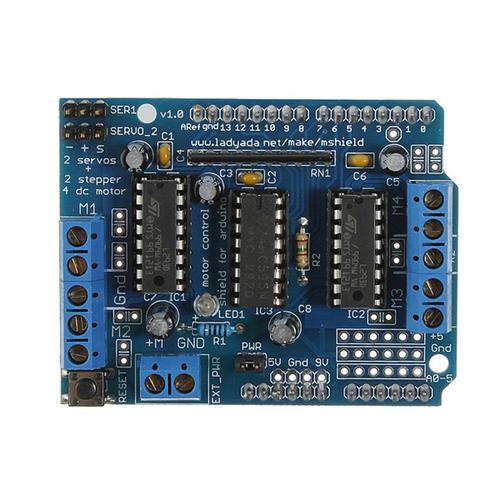 SER1
v1.0
ARef gnd 13 12 11 10 9 8 7 6 5 4 3 2 1 0
SERVO_2
- + S
www.ladyada.net/make/mshield
2 servos
+
2 stepper
4 dc motor
C1
C4
C3
C2
RN1
C6
C5
M1
Gnd
M2
motor control
shield for arduino
R2
M4
M3
C7
IC1
LED1
IC3
C8
IC2
+M
GND
R1
PWR
5V Gnd 9V
+5
Gnd
A0-5
RESET
EXT_PWR